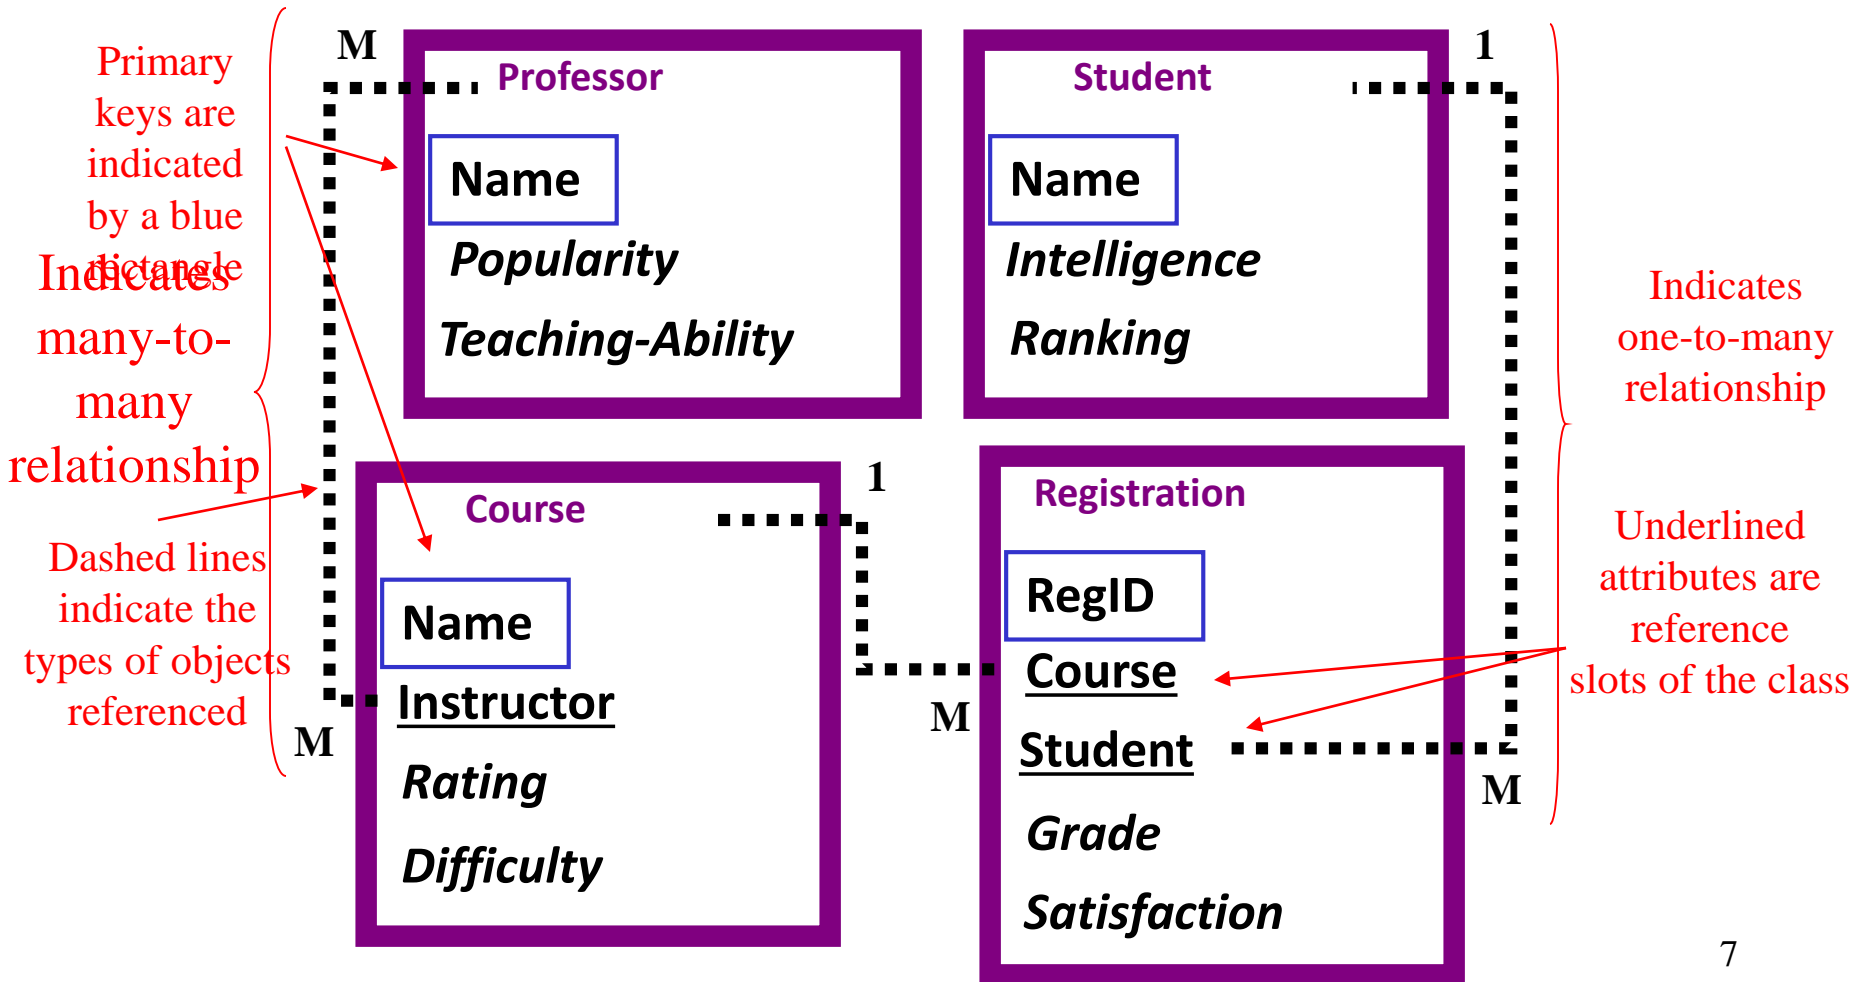 Primary
keys are
indicated
by a blue
rectangle
Indicates
many-to-
many
relationship
Dashed lines
indicate the
types of objects
referenced
M
Professor
Name
Popularity
Teaching-Ability
Student
1
Name
Intelligence
Ranking
Course
1
Name
Instructor
M
Rating
Difficulty
Registration
RegID
Course
M
Student
M
Grade
Satisfaction
Indicates
one-to-many
relationship
Underlined
attributes are
reference
slots of the class
7